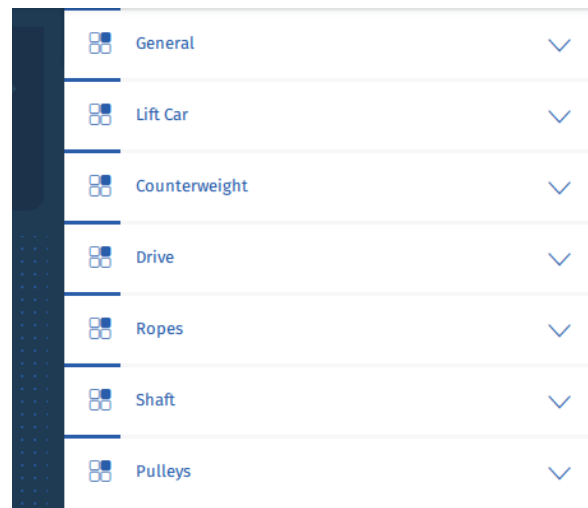 General
Lift Car
Counterweight
Drive
Ropes
Shaft
Pulleys